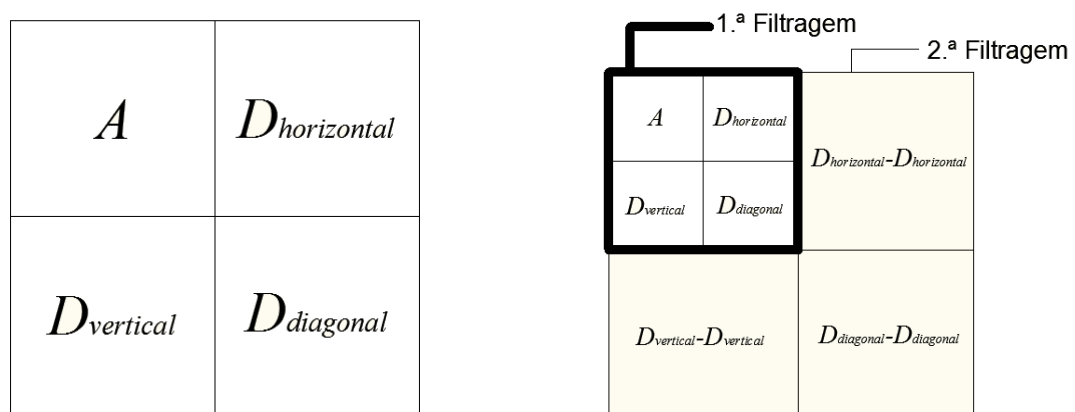 A
Dhorizontal
Dvertical
Ddiagonal
1.ª Filtragem
2.ª Filtragem
A
Dhorizontal
Dvertical
Ddiagonal
Dhorizontal-Dhorizontal
Dvertical-Dvertical
Ddiagonal-Ddiagonal